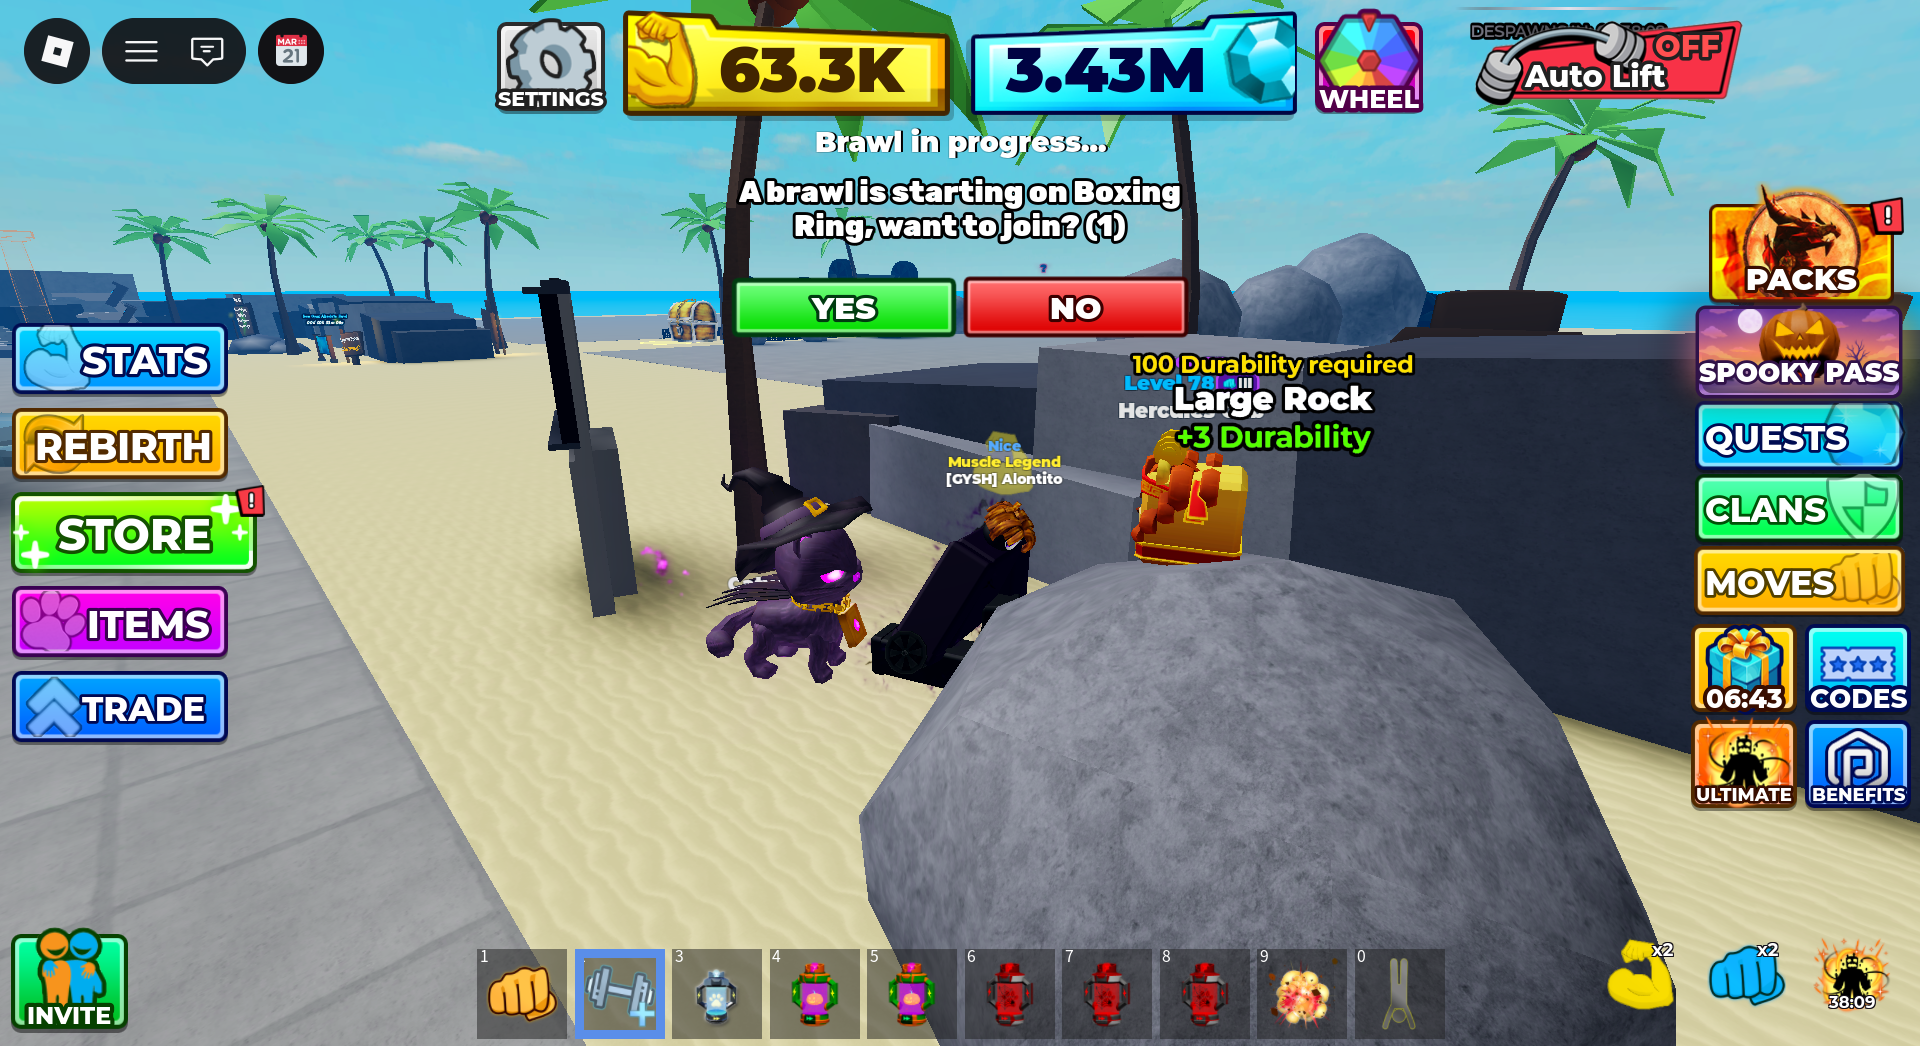 MAR
21
SETTINGS
63.3K
3.43M
WHEEL
OFF
Auto Lift
Brawl in progress...
A brawl is starting on Boxing
Ring, want to join? (1)
YES
NO
PACKS
!
SPOOKY PASS
QUESTS
CLANS
MOVES
06:43
CODES
ULTIMATE
BENEFITS
STATS
REBIRTH
STORE
!
ITEMS
TRADE
INVITE
100 Durability required
Level 78
Large Rock
+3 Durability
Nice
Muscle Legend
[GYSH] Alontito
1
3
4
5
6
7
8
9
0
x2
x2
38:09